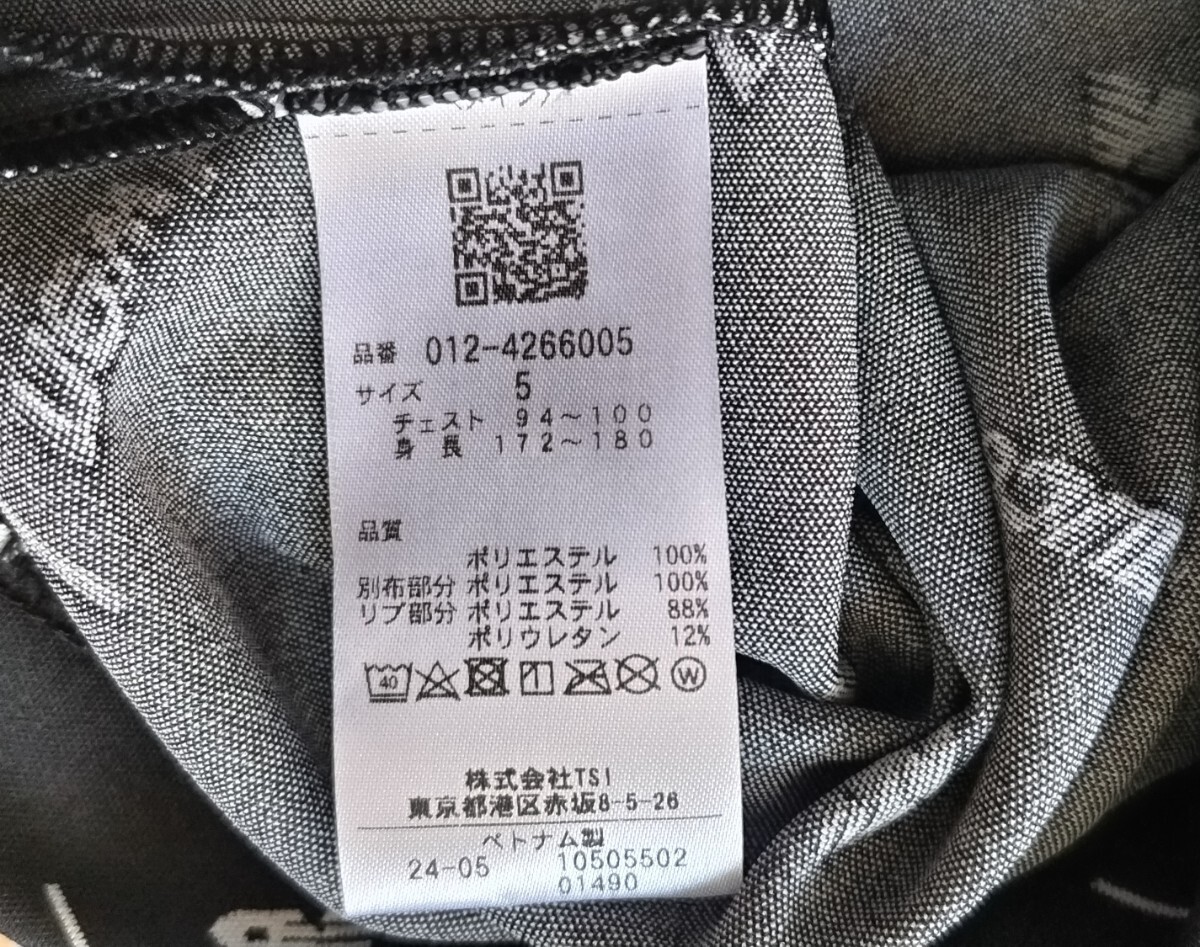 品番 012-4266005
サイズ 5
チェスト 94～100
身長 172～180
品質
ポリエステル 100%
別布部分 ポリエステル 100%
リブ部分 ポリエステル 88%
ポリウレタン 12%
40 W
株式会社TSI
東京都港区赤坂8-5-26
ベトナム製
24-05 10505502
01490